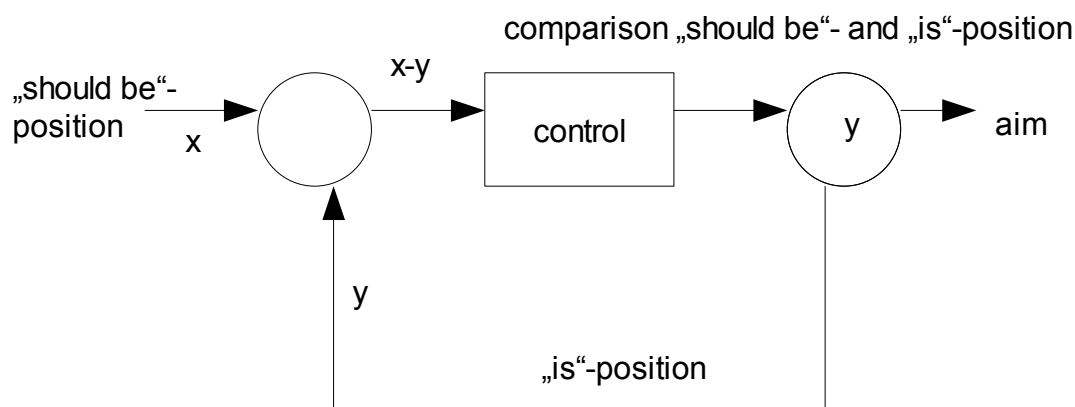 comparison „should be“- and „is“-position
„should be“-
position
x
x-y
control
y
aim
y
„is“-position